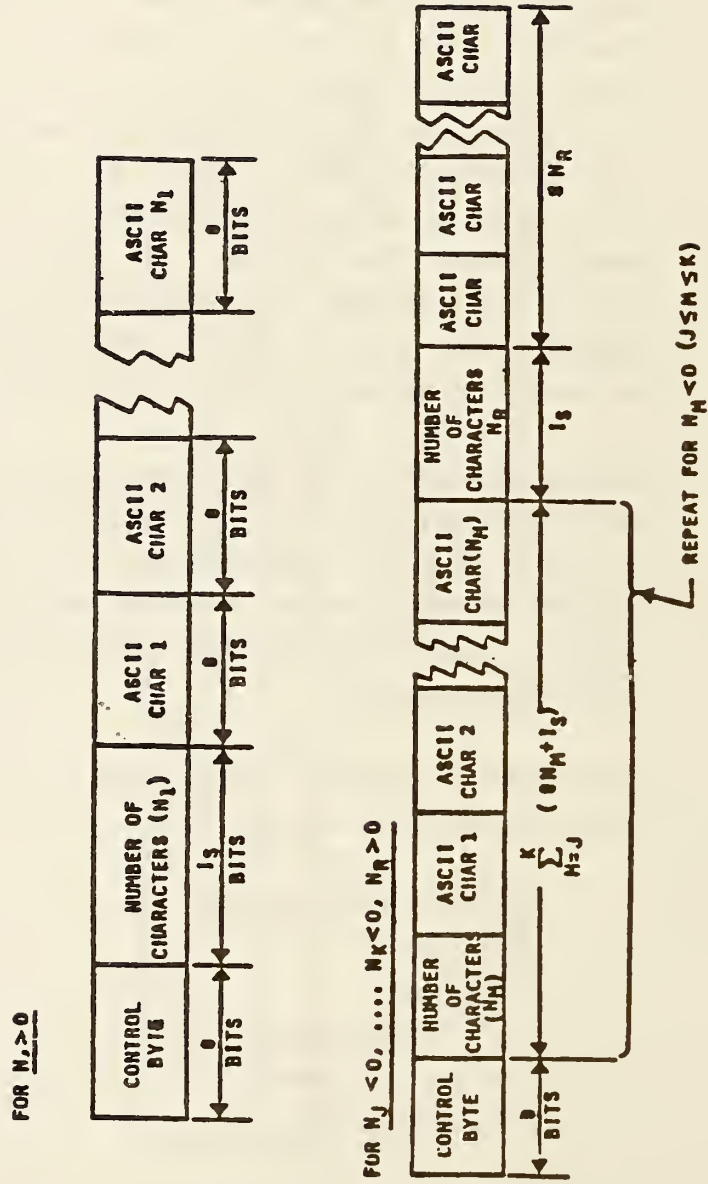 FOR N₁>0
CONTROL BYTE
NUMBER OF CHARACTERS (N₁)
ASCII CHAR 1
ASCII CHAR 2
ASCII CHAR N₁
8 BITS
I_S BITS
8 BITS
8 BITS
8 BITS
FOR N_J <0, .... N_K<0, N_R>0
CONTROL BYTE
NUMBER OF CHARACTERS (N_M)
ASCII CHAR 1
ASCII CHAR 2
ASCII CHAR(N_M)
NUMBER OF CHARACTERS N_R
ASCII CHAR
ASCII CHAR
ASCII CHAR
8 BITS
K
∑ (8N_M+I_S)
M=J
I_S
8 N_R
REPEAT FOR N_M<0 (J≤M≤K)